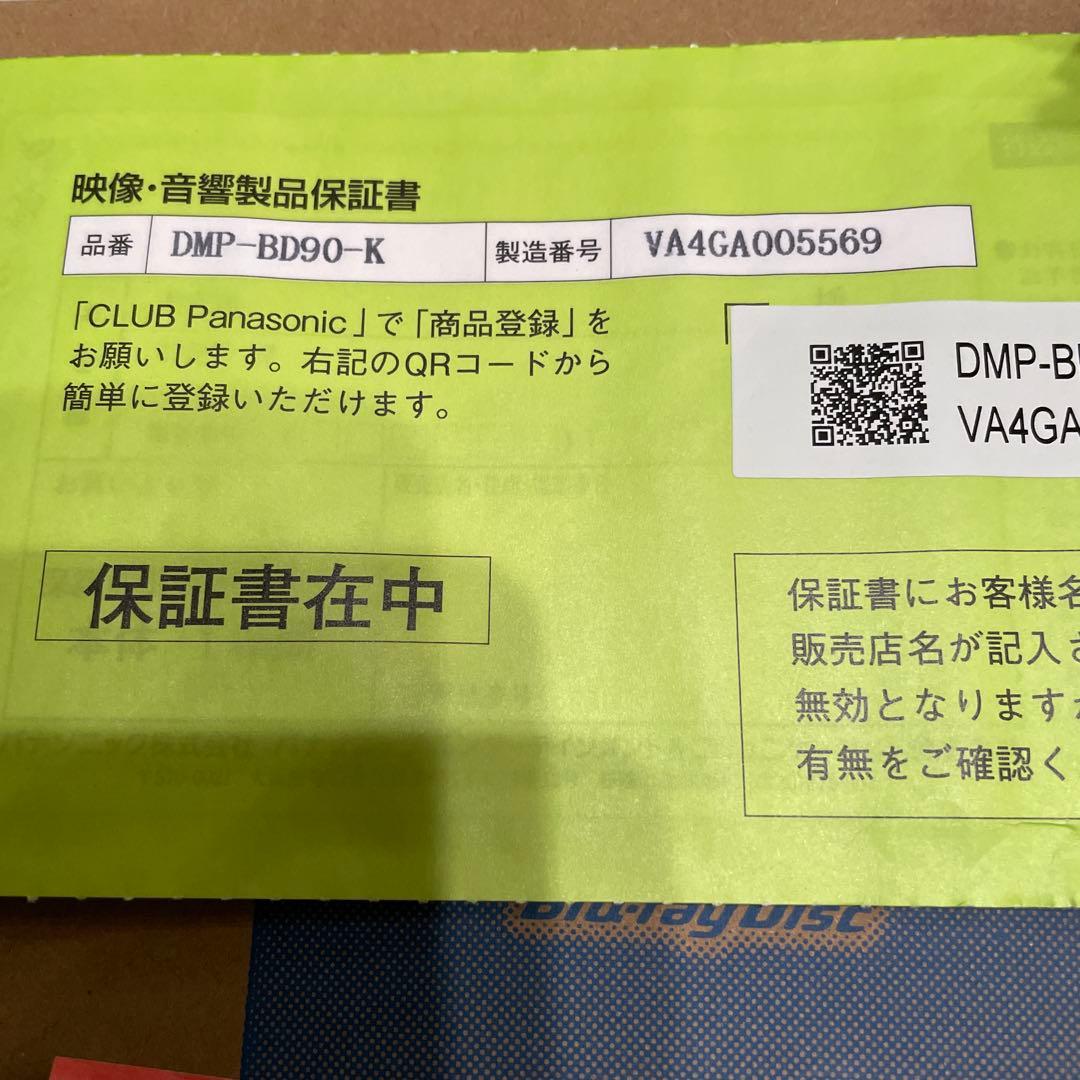 映像・音響製品保証書
品番 DMP-BD90-K 製造番号 VA4GA005569
「CLUB Panasonic」で「商品登録」を
お願いします。右記のQRコードから
簡単に登録いただけます。
DMP-B
VA4GA
保証書在中
保証書にお客様名
販売店名が記入さ
無効となりますか
有無をご確認く
Blu-ray Disc